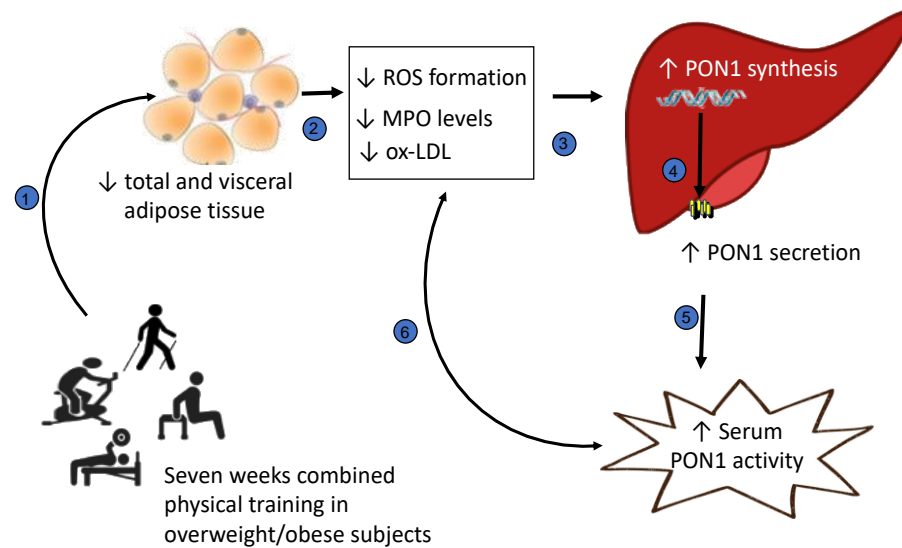 ↓ ROS formation
↓ MPO levels
↓ ox-LDL
↑ PON1 synthesis
2
3
4
1
↓ total and visceral
adipose tissue
↑ PON1 secretion
5
6
↑ Serum
PON1 activity
Seven weeks combined
physical training in
overweight/obese subjects